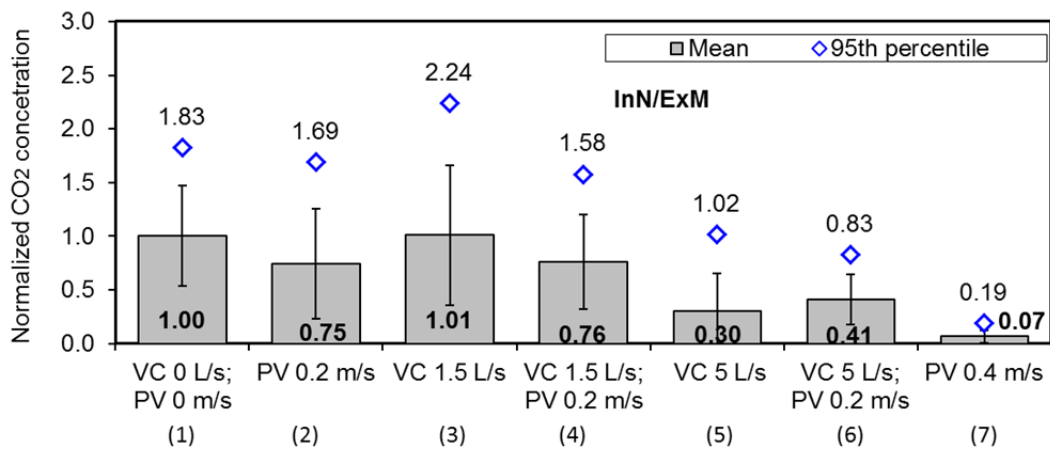 Normalized CO2 concetration
3.0
2.5
2.0
1.5
1.0
0.5
0.0
Mean
95th percentile
InN/ExM
1.83
1.69
2.24
1.58
1.02
0.83
0.19
1.00
0.75
1.01
0.76
0.30
0.41
0.07
VC 0 L/s;
PV 0 m/s
PV 0.2 m/s
VC 1.5 L/s
VC 1.5 L/s;
PV 0.2 m/s
VC 5 L/s
VC 5 L/s;
PV 0.2 m/s
PV 0.4 m/s
(1)
(2)
(3)
(4)
(5)
(6)
(7)